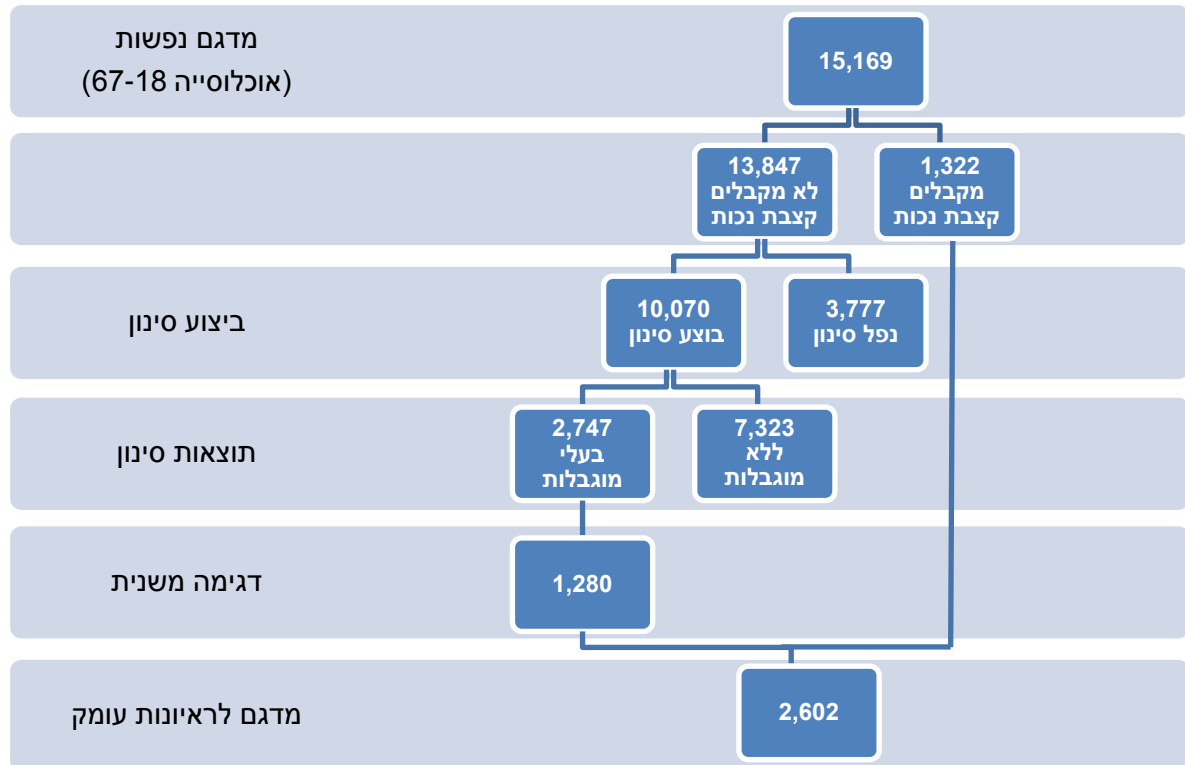 מדגם נפשות
(אוכלוסייה 67-18)
15,169
1,322
מקבלים
קצבת נכות
13,847
לא מקבלים
קצבת נכות
ביצוע סינון
3,777
נפל סינון
10,070
בוצע סינון
תוצאות סינון
7,323
ללא
מוגבלות
2,747
בעלי
מוגבלות
דגימה משנית
1,280
מדגם לראיונות עומק
2,602